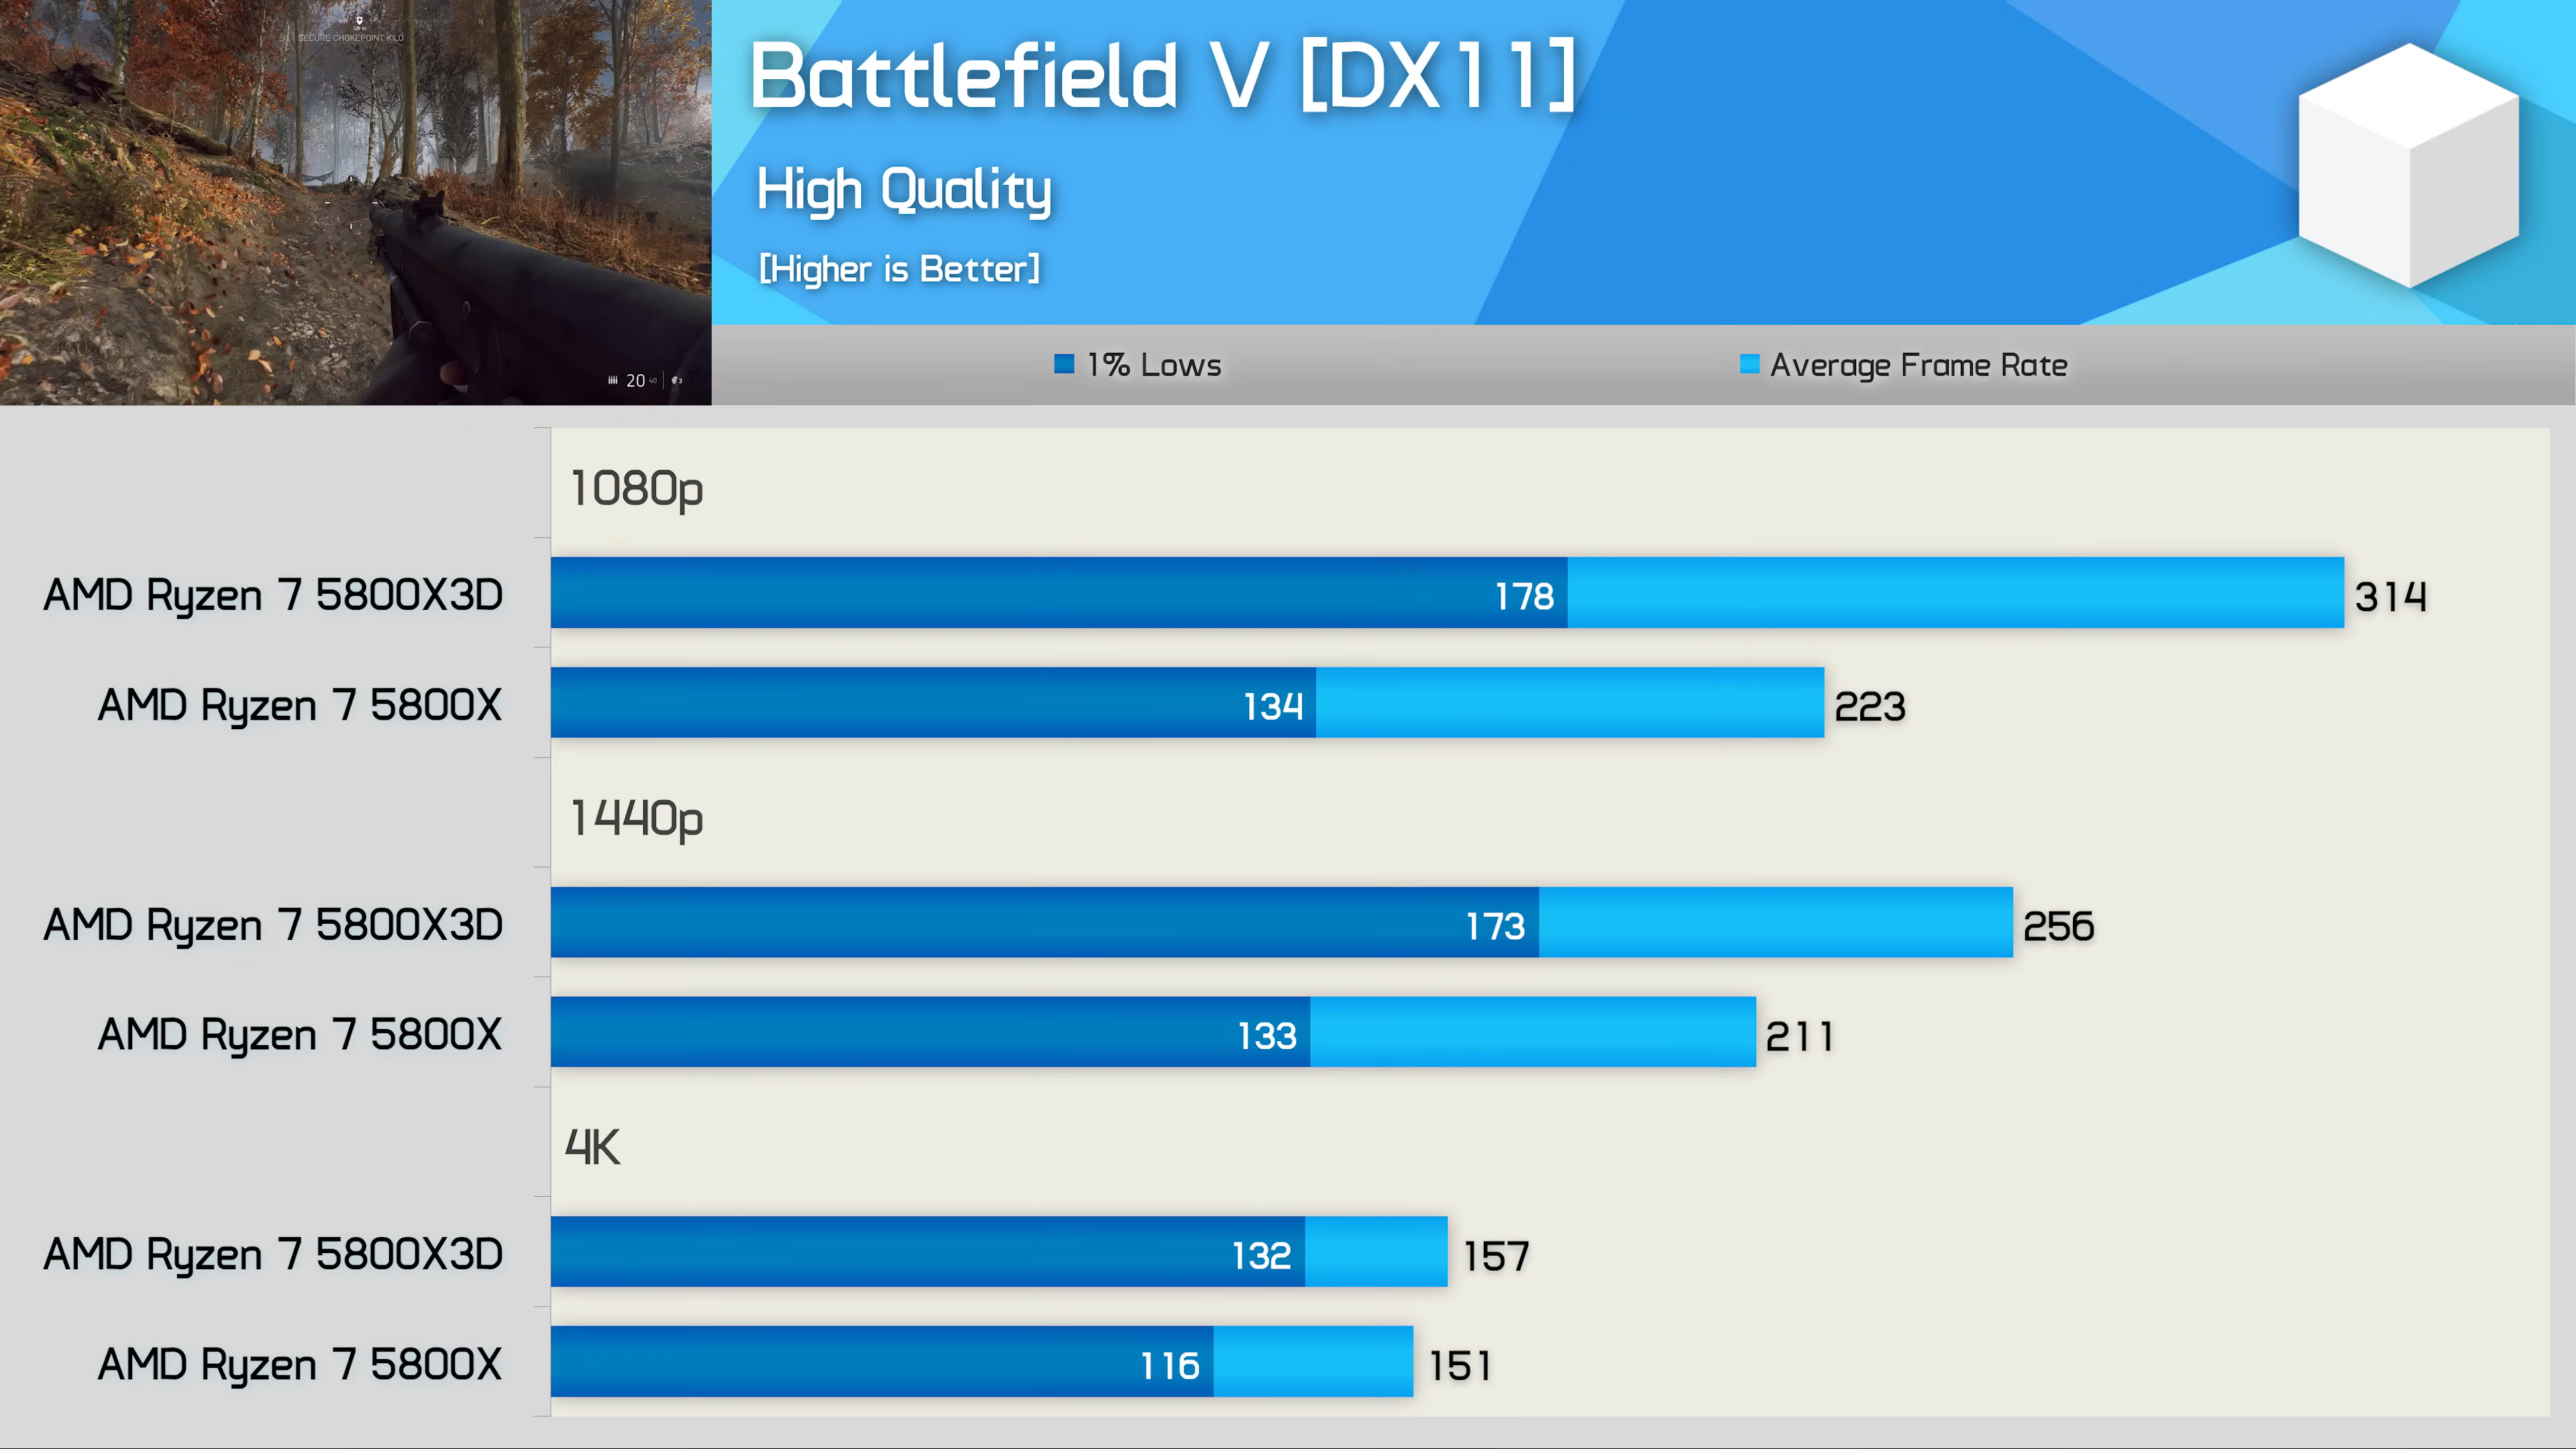 SECURE CHOKEPOINT KILO
20 40 3
Battlefield V [DX11]
High Quality
[Higher is Better]
1% Lows
Average Frame Rate
1080p
AMD Ryzen 7 5800X3D 178 314
AMD Ryzen 7 5800X 134 223
1440p
AMD Ryzen 7 5800X3D 173 256
AMD Ryzen 7 5800X 133 211
4K
AMD Ryzen 7 5800X3D 132 157
AMD Ryzen 7 5800X 116 151